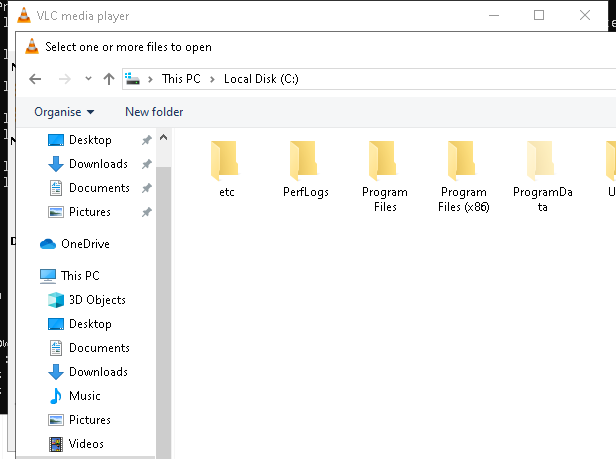 VLC media player
Select one or more files to open
This PC
Local Disk (C:)
Organise
New folder
Desktop
Downloads
Documents
Pictures
OneDrive
This PC
3D Objects
Desktop
Documents
Downloads
Music
Pictures
Videos
etc
PerfLogs
Program
Files
Program
Files (x86)
ProgramDa
ta
U